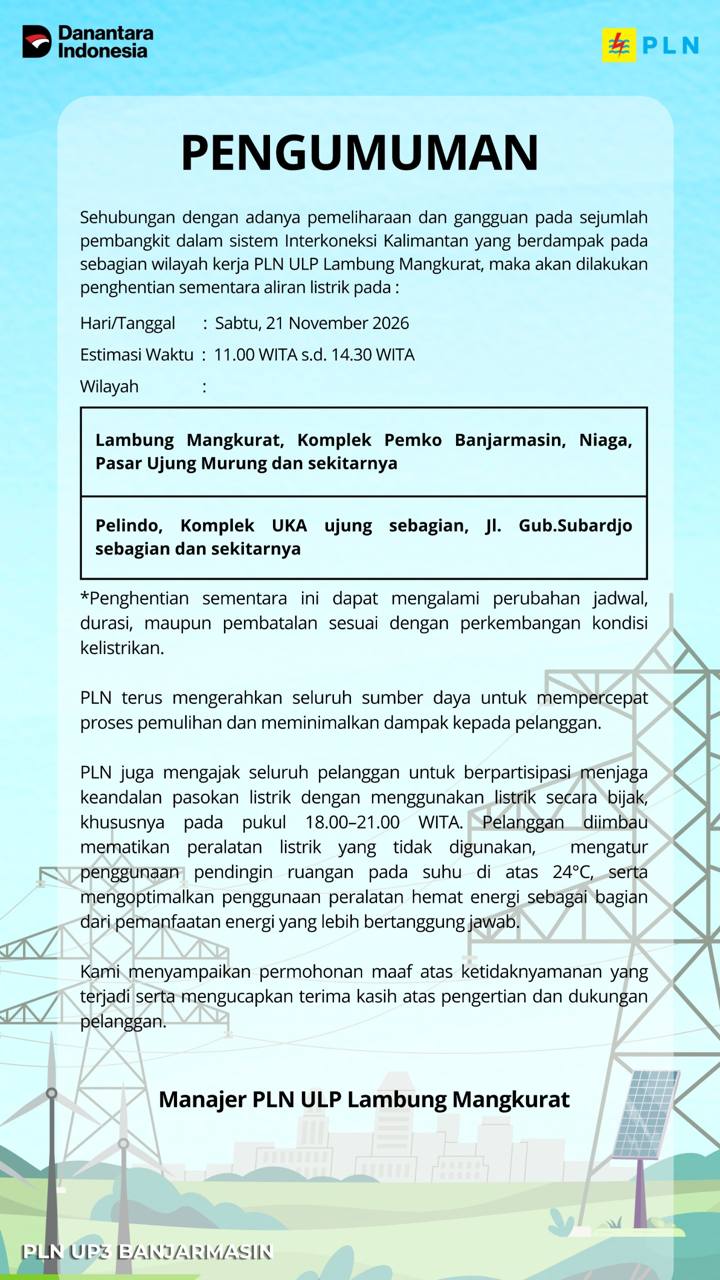 Danantara
Indonesia
PLN
PENGUMUMAN
Sehubungan dengan adanya pemeliharaan dan gangguan pada sejumlah
pembangkit dalam sistem Interkoneksi Kalimantan yang berdampak pada
sebagian wilayah kerja PLN ULP Lambung Mangkurat, maka akan dilakukan
penghentian sementara aliran listrik pada :
Hari/Tanggal : Sabtu, 21 November 2026
Estimasi Waktu : 11.00 WITA s.d. 14.30 WITA
Wilayah :
Lambung Mangkurat, Komplek Pemko Banjarmasin, Niaga,
Pasar Ujung Murung dan sekitarnya
Pelindo, Komplek UKA ujung sebagian, Jl. Gub.Subardjo
sebagian dan sekitarnya
*Penghentian sementara ini dapat mengalami perubahan jadwal,
durasi, maupun pembatalan sesuai dengan perkembangan kondisi
kelistrikan.
PLN terus mengerahkan seluruh sumber daya untuk mempercepat
proses pemulihan dan meminimalkan dampak kepada pelanggan.
PLN juga mengajak seluruh pelanggan untuk berpartisipasi menjaga
keandalan pasokan listrik dengan menggunakan listrik secara bijak,
khususnya pada pukul 18.00–21.00 WITA. Pelanggan diimbau
mematikan peralatan listrik yang tidak digunakan, mengatur
penggunaan pendingin ruangan pada suhu di atas 24°C, serta
mengoptimalkan penggunaan peralatan hemat energi sebagai bagian
dari pemanfaatan energi yang lebih bertanggung jawab.
Kami menyampaikan permohonan maaf atas ketidaknyamanan yang
terjadi serta mengucapkan terima kasih atas pengertian dan dukungan
pelanggan.
Manajer PLN ULP Lambung Mangkurat
PLN UP3 BANJARMASIN